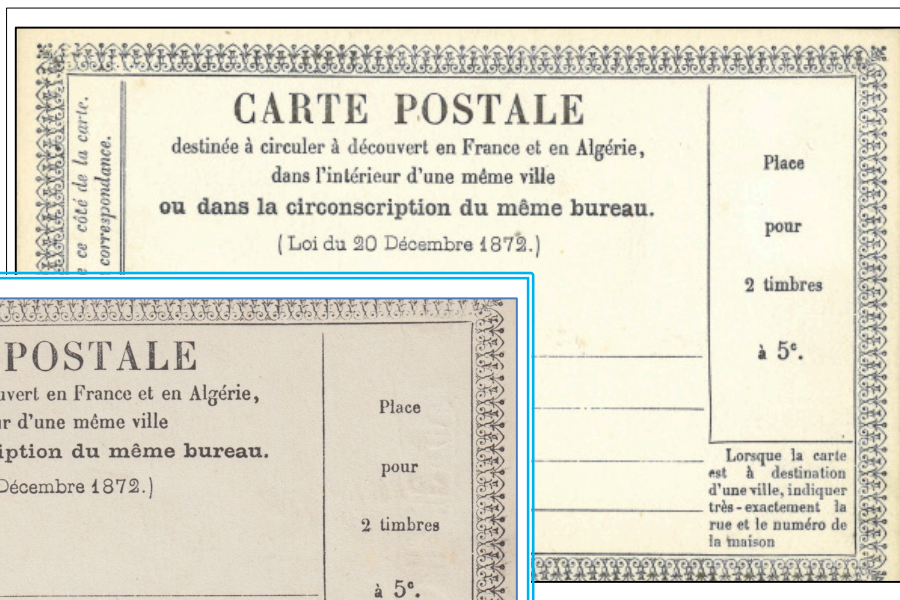 CARTE POSTALE
destinée à circuler à découvert en France et en Algérie,
dans l'intérieur d'une même ville
ou dans la circonscription du même bureau.
(Loi du 20 Décembre 1872.)
ce côté de la carte.
correspondance.
Place
pour
2 timbres
à 5c.
Lorsque la carte
est à destination
d'une ville, indiquer
très-exactement la
rue et le numéro de
la maison
POSTALE
en France et en Algérie,
d'une même ville
du même bureau.
Décembre 1872.)
Place
pour
2 timbres
à 5c.